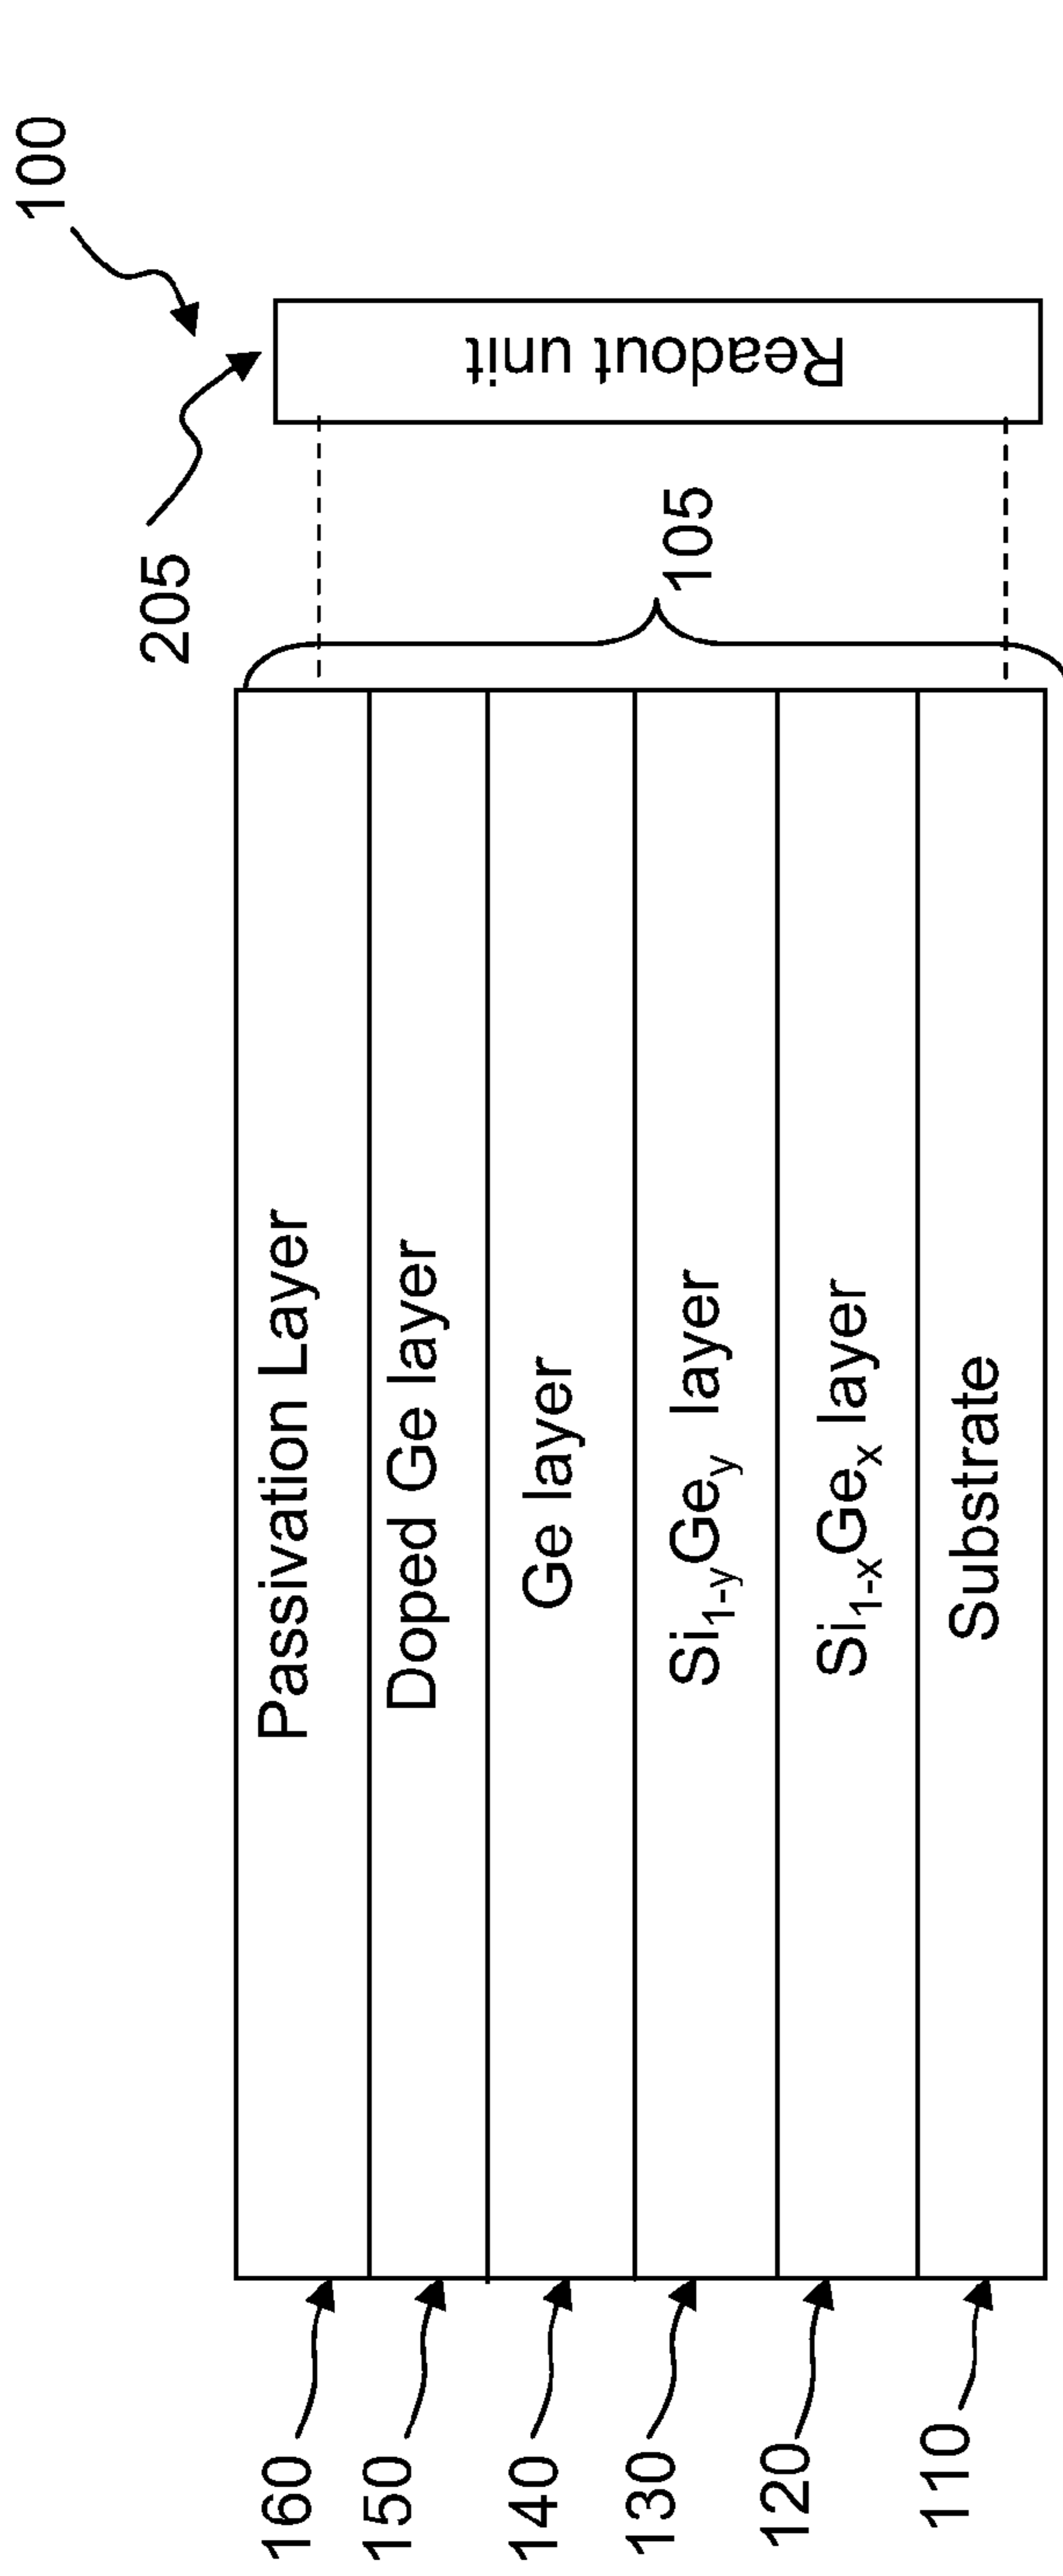 100
205
Readout unit
105
160
Passivation Layer
150
Doped Ge layer
140
Ge layer
130
Si₁₋yGey layer
120
Si₁₋ₓGeₓ layer
110
Substrate